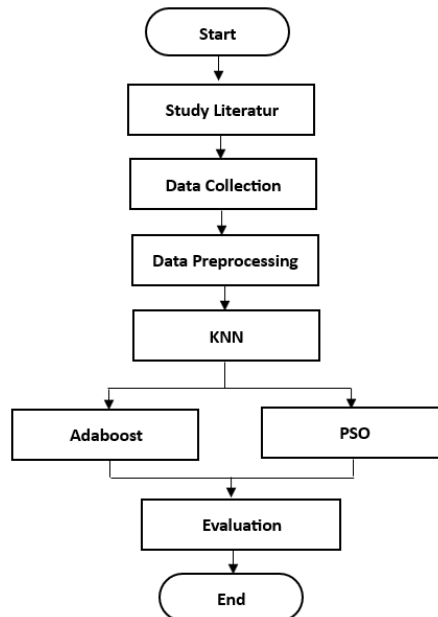 Start
Study Literatur
Data Collection
Data Preprocessing
KNN
Adaboost
PSO
Evaluation
End